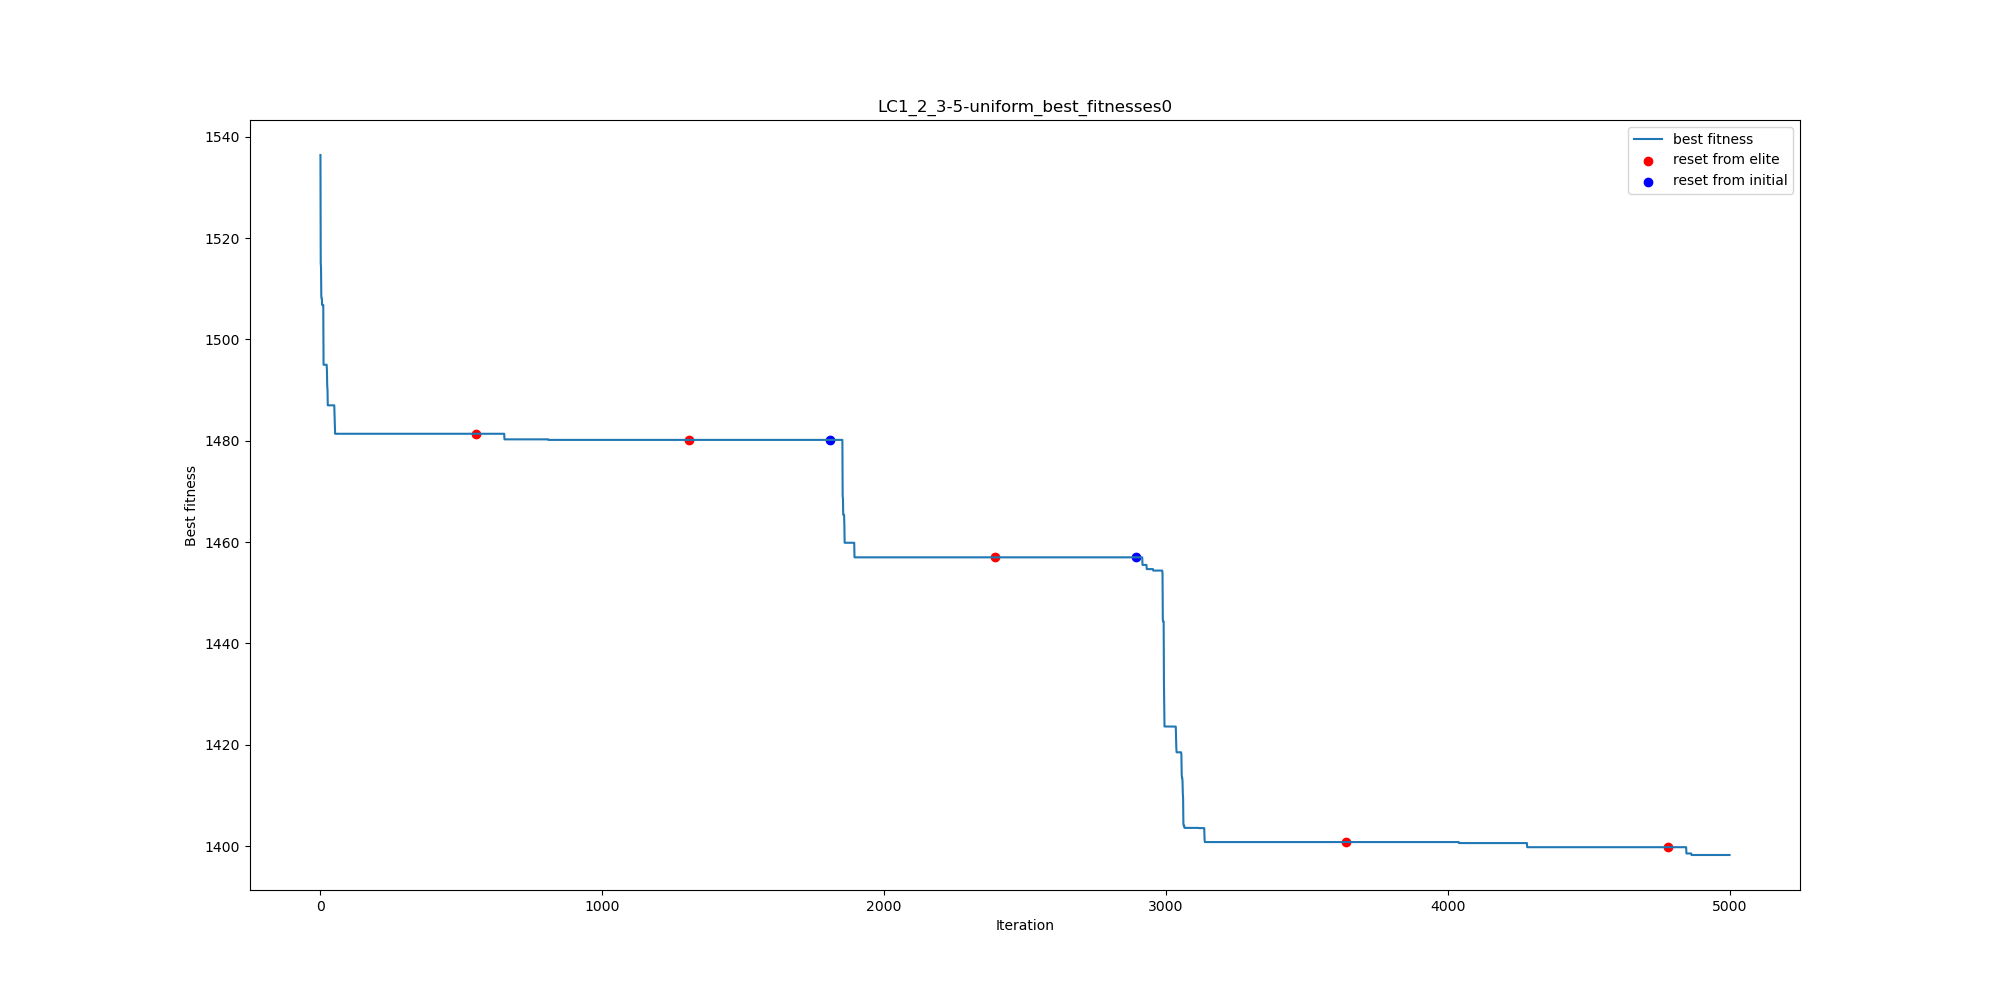 LC1_2_3-5-uniform_best_fitnesses0
best fitness
reset from elite
reset from initial
1540
1520
1500
1480
1460
1440
1420
1400
Best fitness
0
1000
2000
3000
4000
5000
Iteration